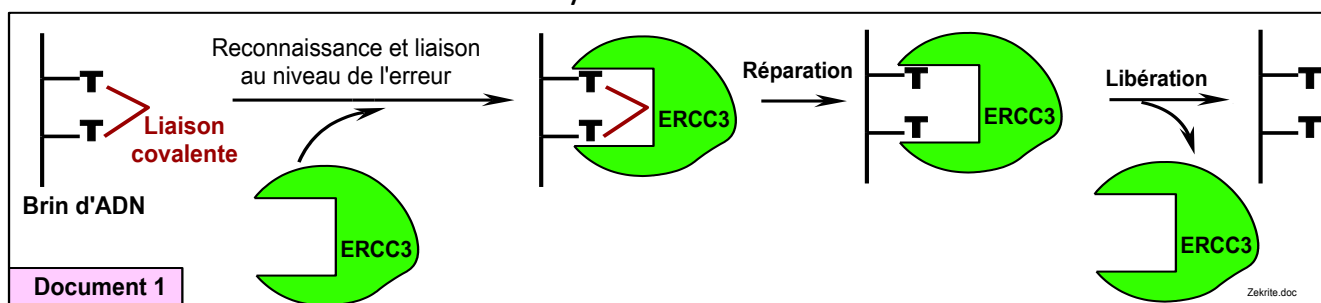 Reconnaissance et liaison
au niveau de l'erreur
T
T
Liaison
covalente
Brin d'ADN
ERCC3
T
T
ERCC3
Réparation
T
T
ERCC3
Libération
T
T
ERCC3
Document 1
Zekrite.doc